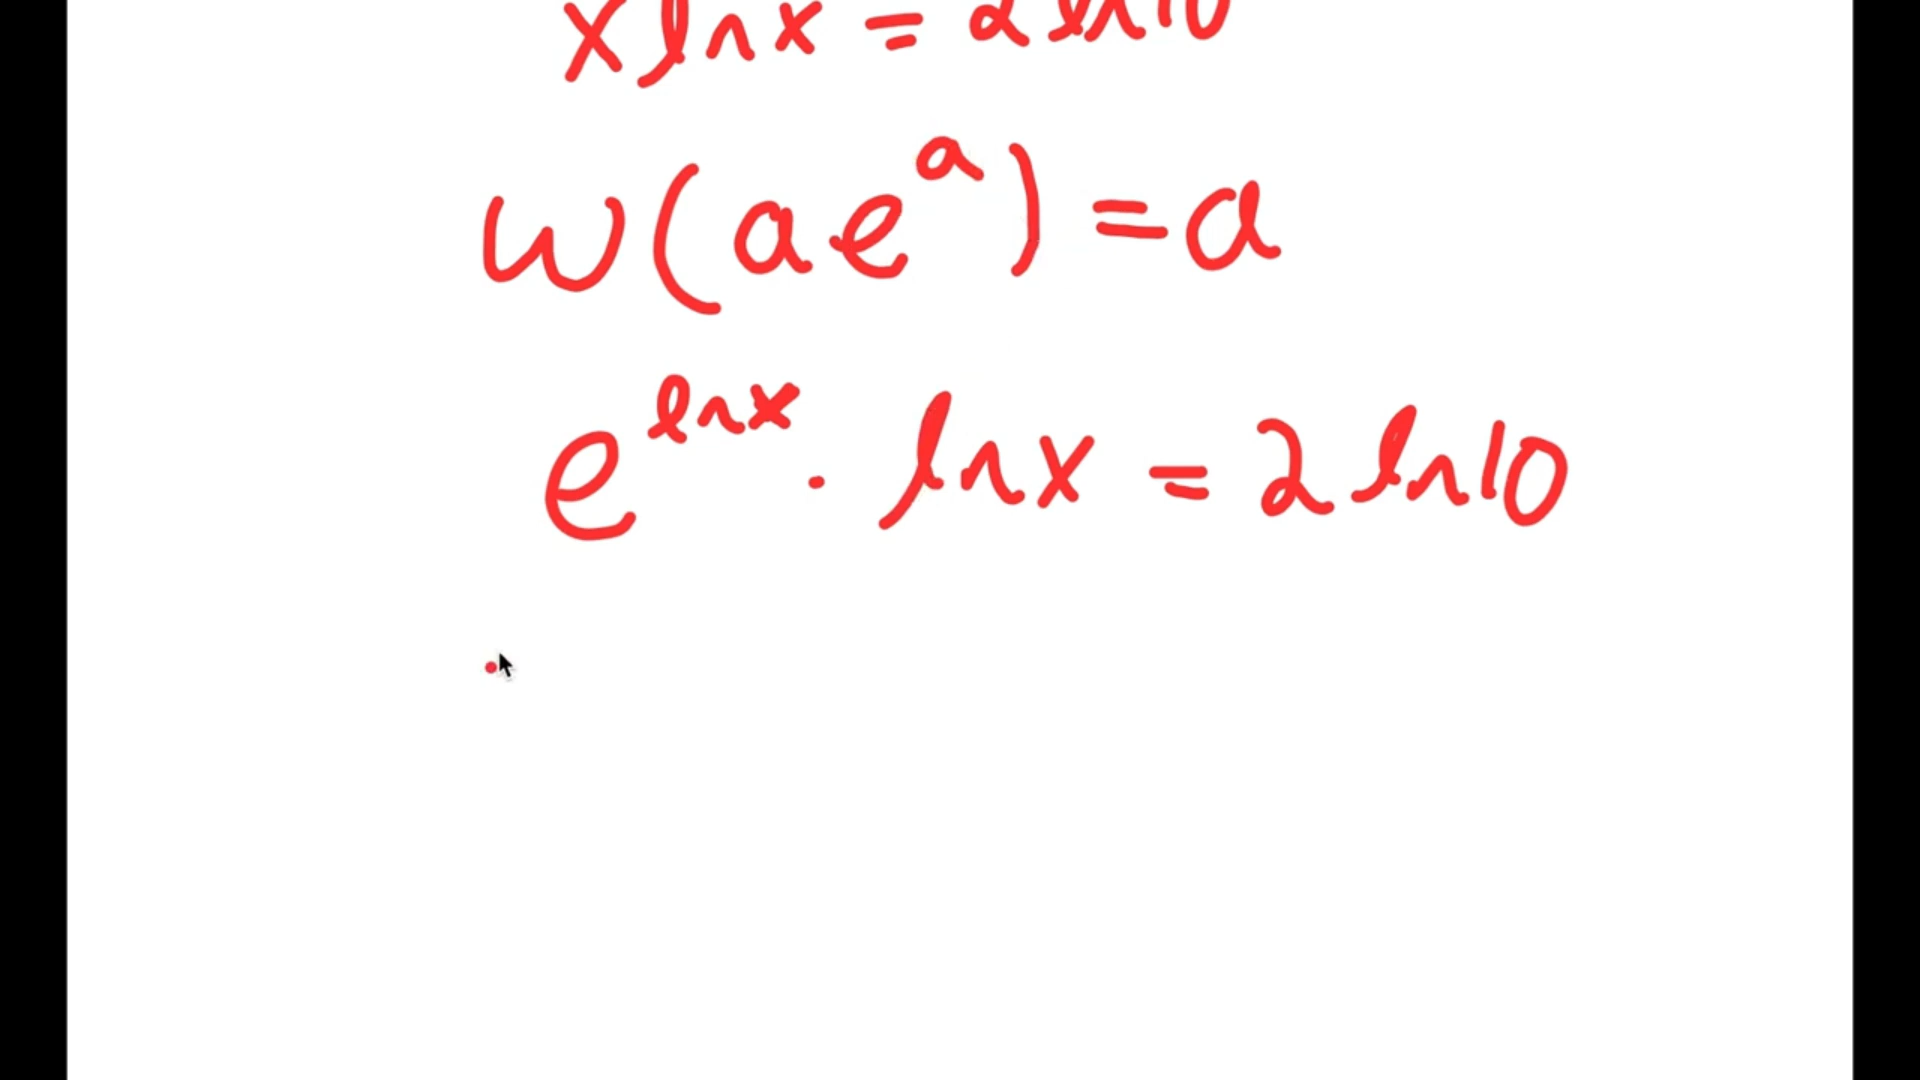 x ln x = 2 ln 10
w(ae^a) = a
e^{ln x} · ln x = 2 ln 10